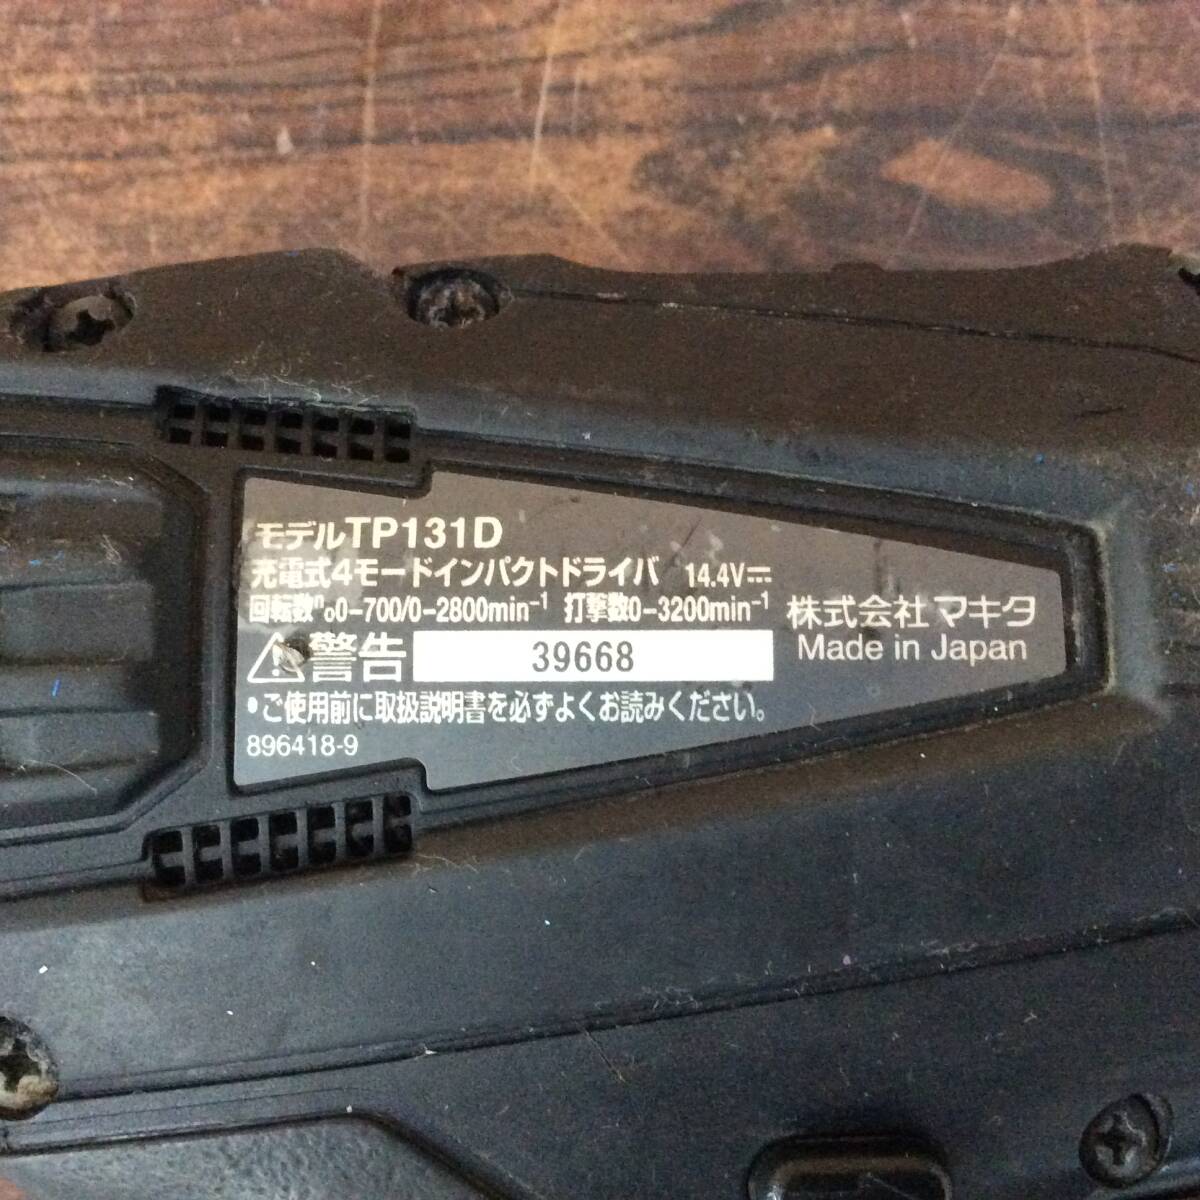 モデルTP131D
充電式4モードインパクトドライバ 14.4V⎓
回転数n₀0-700/0-2800min⁻¹ 打撃数0-3200min⁻¹
⚠警告 39668
•ご使用前に取扱説明書を必ずよくお読みください。
896418-9
株式会社マキタ
Made in Japan